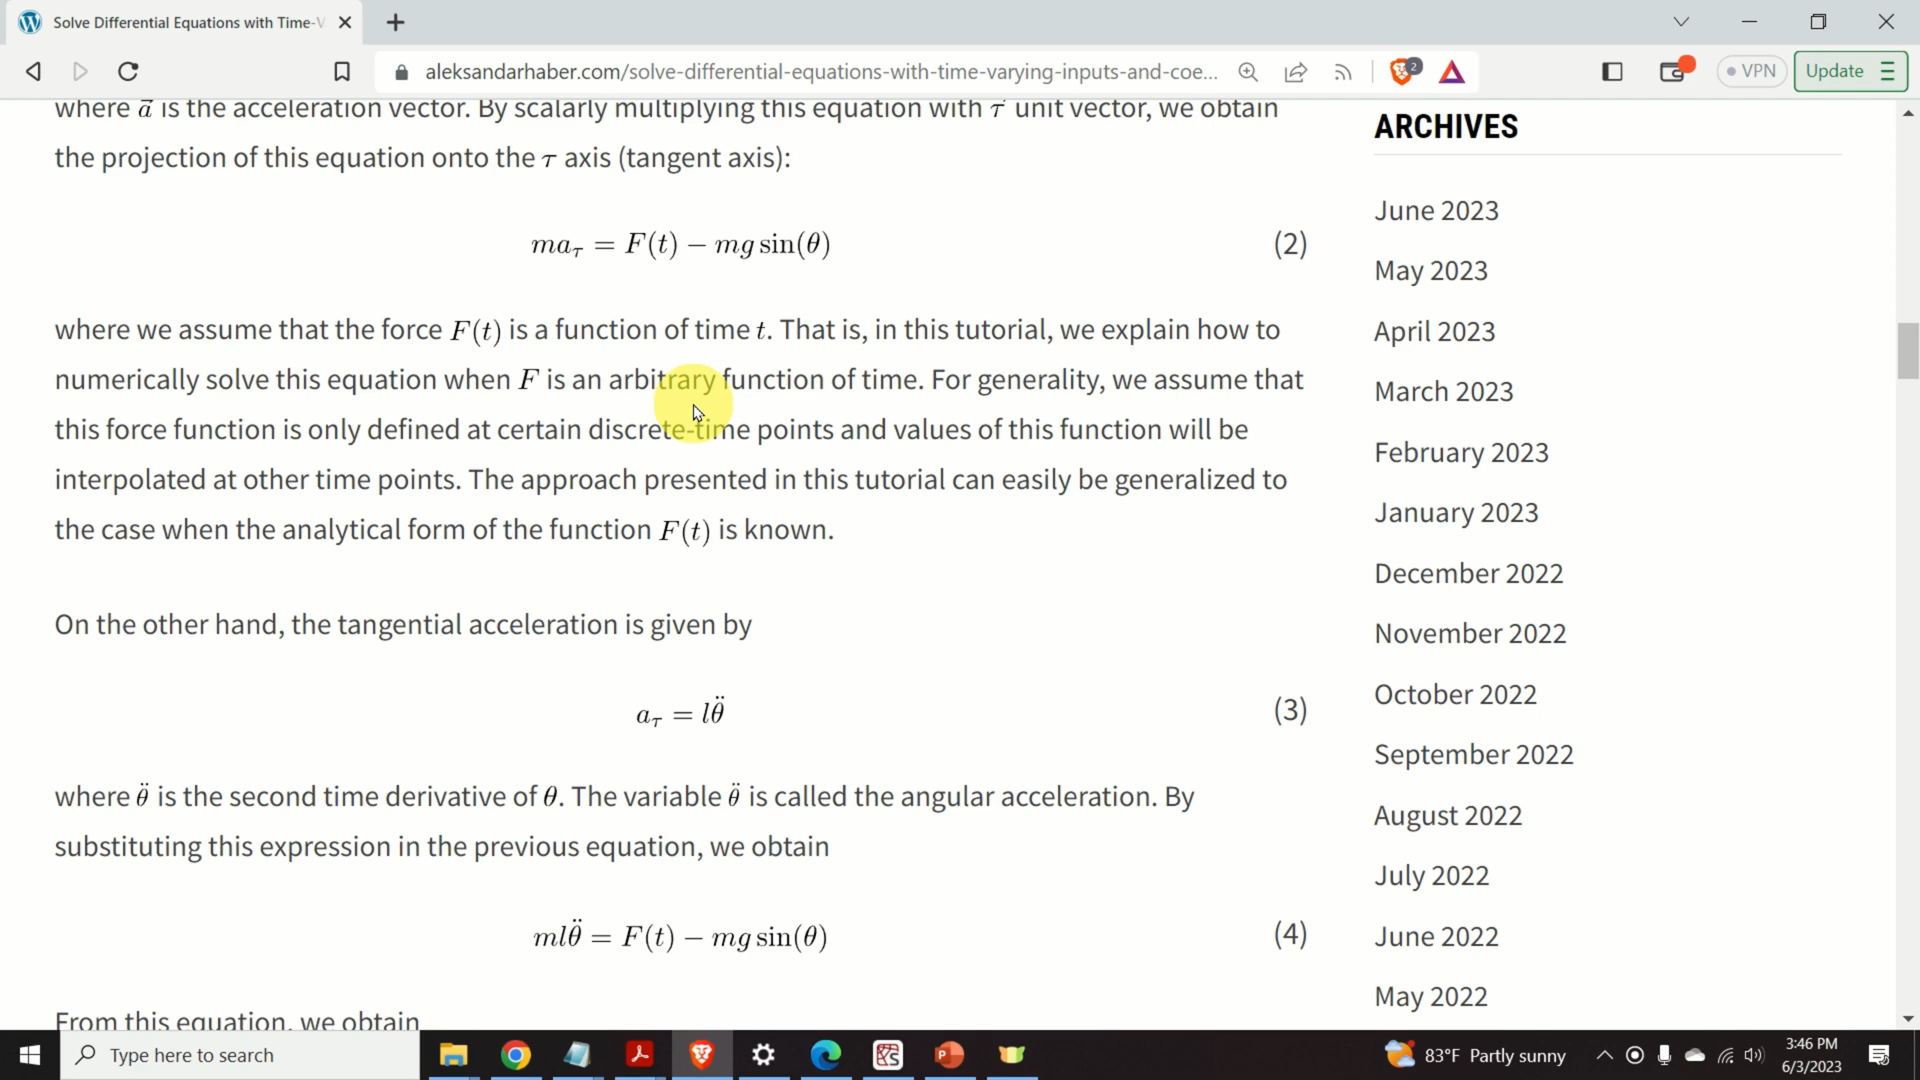 Solve Differential Equations with Time-V
aleksandarhaber.com/solve-differential-equations-with-time-varying-inputs-and-coe...
2
VPN
Update
where a⃗ is the acceleration vector. By scalarly multiplying this equation with τ⃗ unit vector, we obtain
the projection of this equation onto the τ axis (tangent axis):
ma_τ = F(t) − mg sin(θ) (2)
where we assume that the force F(t) is a function of time t. That is, in this tutorial, we explain how to
numerically solve this equation when F is an arbitrary function of time. For generality, we assume that
this force function is only defined at certain discrete-time points and values of this function will be
interpolated at other time points. The approach presented in this tutorial can easily be generalized to
the case when the analytical form of the function F(t) is known.
On the other hand, the tangential acceleration is given by
a_τ = lθ̈ (3)
where θ̈ is the second time derivative of θ. The variable θ̈ is called the angular acceleration. By
substituting this expression in the previous equation, we obtain
mlθ̈ = F(t) − mg sin(θ) (4)
From this equation, we obtain
ARCHIVES
June 2023
May 2023
April 2023
March 2023
February 2023
January 2023
December 2022
November 2022
October 2022
September 2022
August 2022
July 2022
June 2022
May 2022
Type here to search
83°F Partly sunny
3:46 PM
6/3/2023